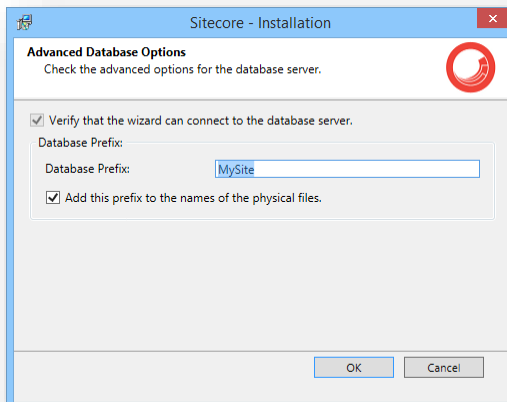 Sitecore - Installation
Advanced Database Options
Check the advanced options for the database server.
Verify that the wizard can connect to the database server.
Database Prefix:
Database Prefix:
MySite
Add this prefix to the names of the physical files.
OK
Cancel